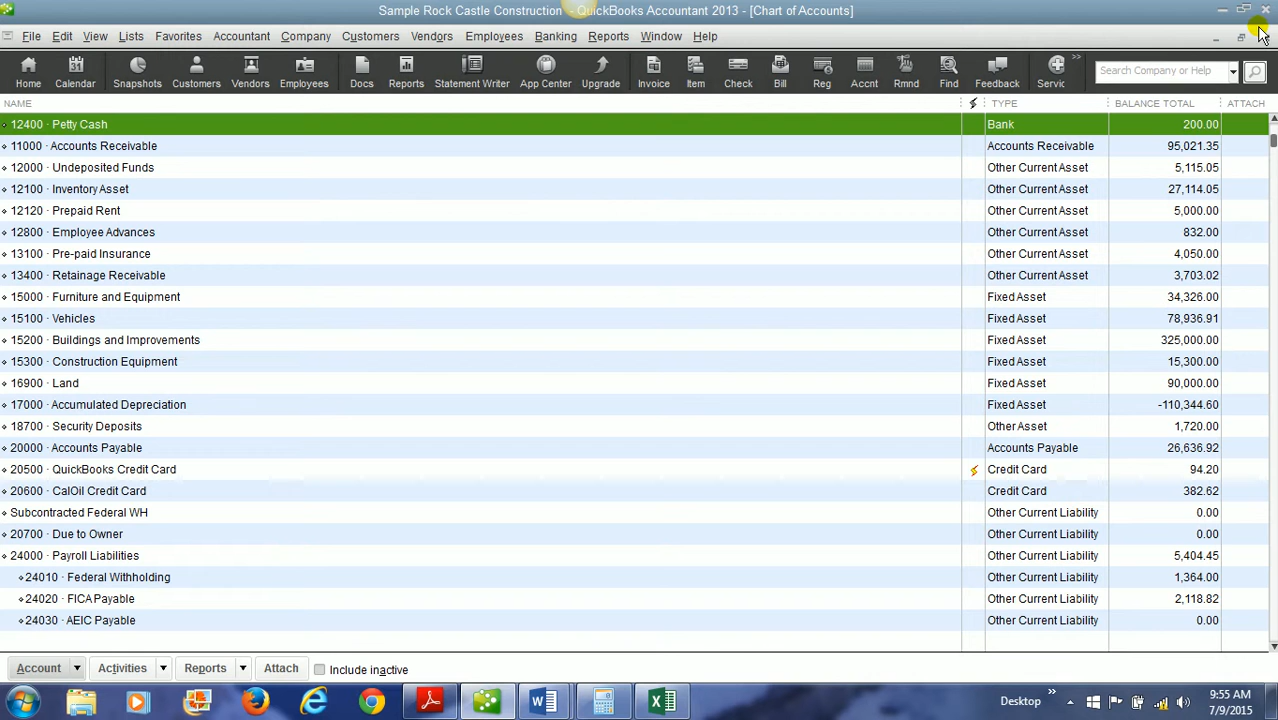 Sample Rock Castle Construction - QuickBooks Accountant 2013 - [Chart of Accounts]
File Edit View Lists Favorites Accountant Company Customers Vendors Employees Banking Reports Window Help
Home Calendar Snapshots Customers Vendors Employees Docs Reports Statement Writer App Center Upgrade Invoice Item Check Bill Reg Accnt Rmnd Find Feedback Servic » Search Company or Help
NAME TYPE BALANCE TOTAL ATTACH
12400 · Petty Cash Bank 200.00
11000 · Accounts Receivable Accounts Receivable 95,021.35
12000 · Undeposited Funds Other Current Asset 5,115.05
12100 · Inventory Asset Other Current Asset 27,114.05
12120 · Prepaid Rent Other Current Asset 5,000.00
12800 · Employee Advances Other Current Asset 832.00
13100 · Pre-paid Insurance Other Current Asset 4,050.00
13400 · Retainage Receivable Other Current Asset 3,703.02
15000 · Furniture and Equipment Fixed Asset 34,326.00
15100 · Vehicles Fixed Asset 78,936.91
15200 · Buildings and Improvements Fixed Asset 325,000.00
15300 · Construction Equipment Fixed Asset 15,300.00
16900 · Land Fixed Asset 90,000.00
17000 · Accumulated Depreciation Fixed Asset -110,344.60
18700 · Security Deposits Other Asset 1,720.00
20000 · Accounts Payable Accounts Payable 26,636.92
20500 · QuickBooks Credit Card Credit Card 94.20
20600 · CalOil Credit Card Credit Card 382.62
Subcontracted Federal WH Other Current Liability 0.00
20700 · Due to Owner Other Current Liability 0.00
24000 · Payroll Liabilities Other Current Liability 5,404.45
24010 · Federal Withholding Other Current Liability 1,364.00
24020 · FICA Payable Other Current Liability 2,118.82
24030 · AEIC Payable Other Current Liability 0.00
Account Activities Reports Attach Include inactive
Desktop » 9:55 AM
7/9/2015